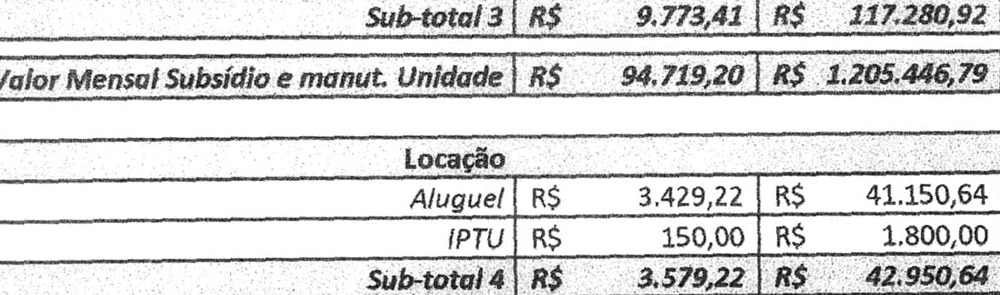 Sub-total 3 R$ 9.773,41 R$ 117.280,92
Valor Mensal Subsídio e manut. Unidade R$ 94.719,20 R$ 1.205.446,79
Locação
Aluguel R$ 3.429,22 R$ 41.150,64
IPTU R$ 150,00 R$ 1.800,00
Sub-total 4 R$ 3.579,22 R$ 42.950,64